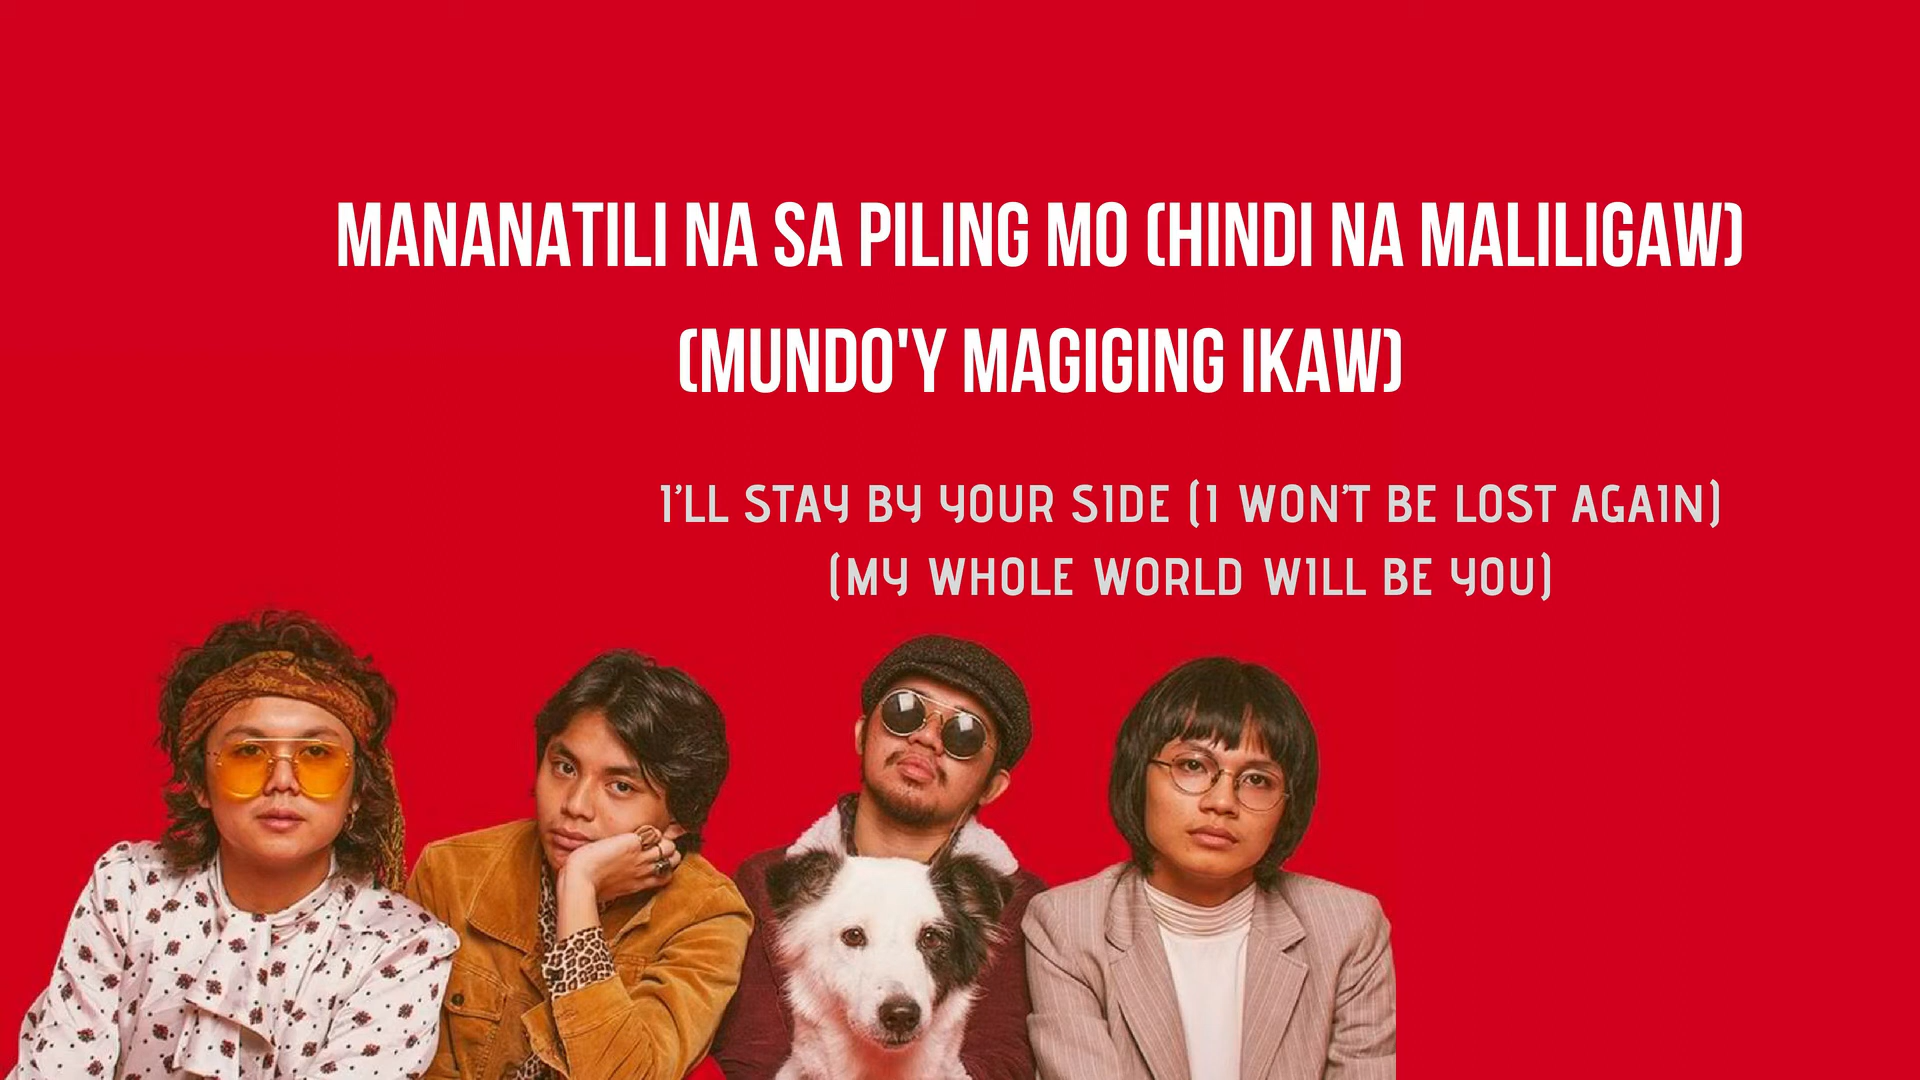 MANANATILI NA SA PILING MO (HINDI NA MALILIGAW)
(MUNDO'Y MAGIGING IKAW)
I'LL STAY BY YOUR SIDE (I WON'T BE LOST AGAIN)
(MY WHOLE WORLD WILL BE YOU)